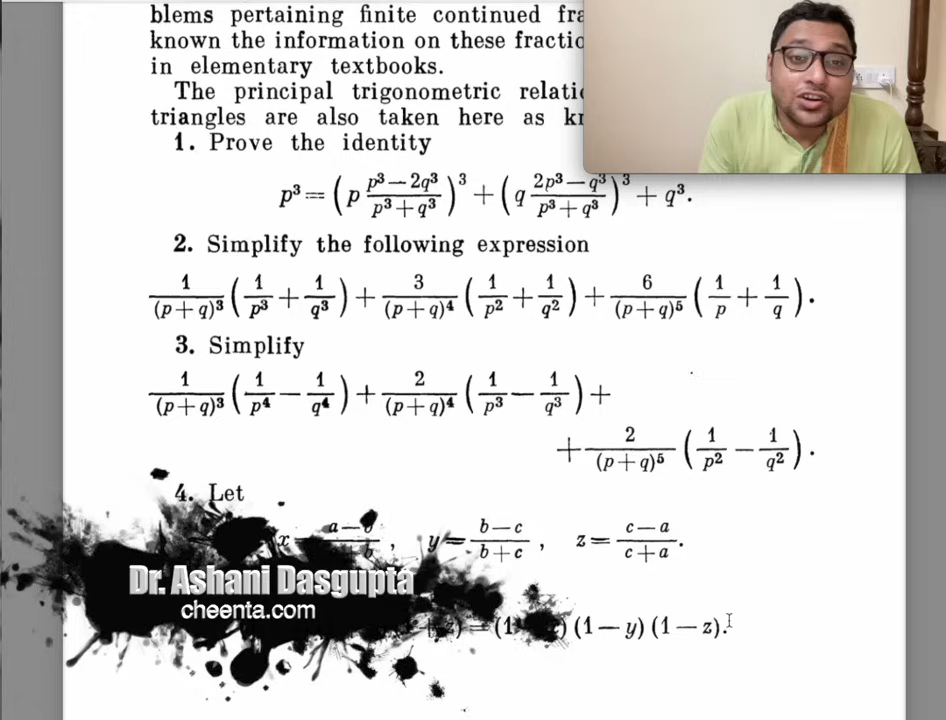 blems pertaining finite continued
known the information on these
in elementary textbooks.
The principal trigonometric
triangles are also taken here as
1. Prove the identity
p³ = (p (p³ − 2q³)/(p³ + q³))³ + (q (2p³ − q³)/(p³ + q³))³ + q³.
2. Simplify the following expression
1/(p+q)³ (1/p³ + 1/q³) + 3/(p+q)⁴ (1/p² + 1/q²) + 6/(p+q)⁵ (1/p + 1/q).
3. Simplify
1/(p+q)³ (1/p⁴ − 1/q⁴) + 2/(p+q)⁴ (1/p³ − 1/q³) +
+ 2/(p+q)⁵ (1/p² − 1/q²).
4. Let
x = , y = (b−c)/(b+c) , z = (c−a)/(c+a).
Dr. Ashani Dasgupta
cheenta.com
z) = (1 ) (1 − y) (1 − z).